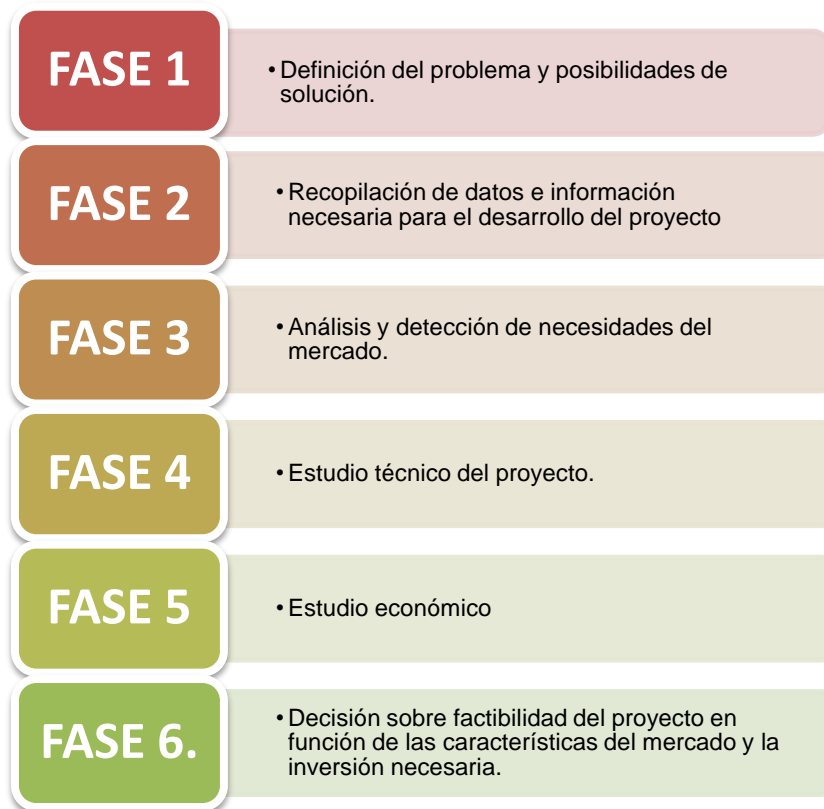 FASE 1
• Definición del problema y posibilidades de
solución.
FASE 2
• Recopilación de datos e información
necesaria para el desarrollo del proyecto
FASE 3
• Análisis y detección de necesidades del
mercado.
FASE 4
• Estudio técnico del proyecto.
FASE 5
• Estudio económico
FASE 6.
• Decisión sobre factibilidad del proyecto en
función de las características del mercado y la
inversión necesaria.